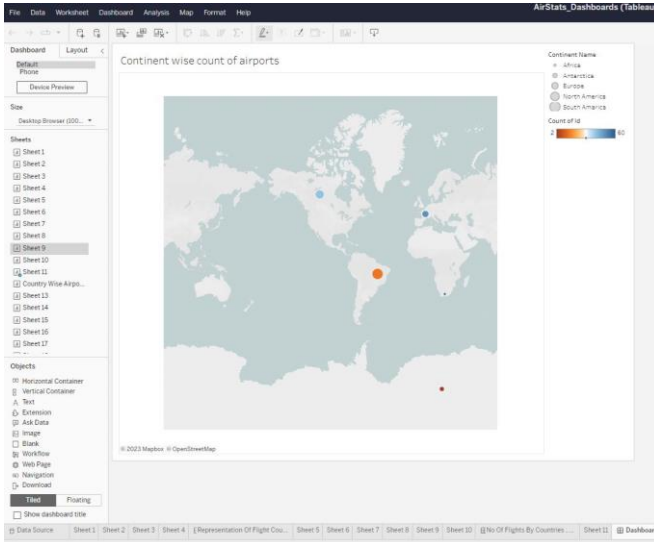 AirStats_Dashboards (Tableau
File Data Worksheet Dashboard Analysis Map Format Help
Dashboard Layout
Default
Phone
Device Preview
Size
Desktop Browser (100...
Sheets
Sheet 1
Sheet 2
Sheet 3
Sheet 4
Sheet 5
Sheet 6
Sheet 7
Sheet 8
Sheet 9
Sheet 10
Sheet 11
Country Wise Airpo...
Sheet 13
Sheet 14
Sheet 15
Sheet 16
Sheet 17
Objects
Horizontal Container
Vertical Container
Text
Extension
Ask Data
Image
Blank
Workflow
Web Page
Navigation
Download
Tiled Floating
Show dashboard title
Continent wise count of airports
© 2023 Mapbox © OpenStreetMap
Continent Name
Africa
Antarctica
Europe
North America
South America
Count of Id
2 60
Data Source Sheet 1 Sheet 2 Sheet 3 Sheet 4 Representation Of Flight Cou... Sheet 5 Sheet 6 Sheet 7 Sheet 8 Sheet 9 Sheet 10 No Of Flights By Countries ... Sheet 11 Dashboar